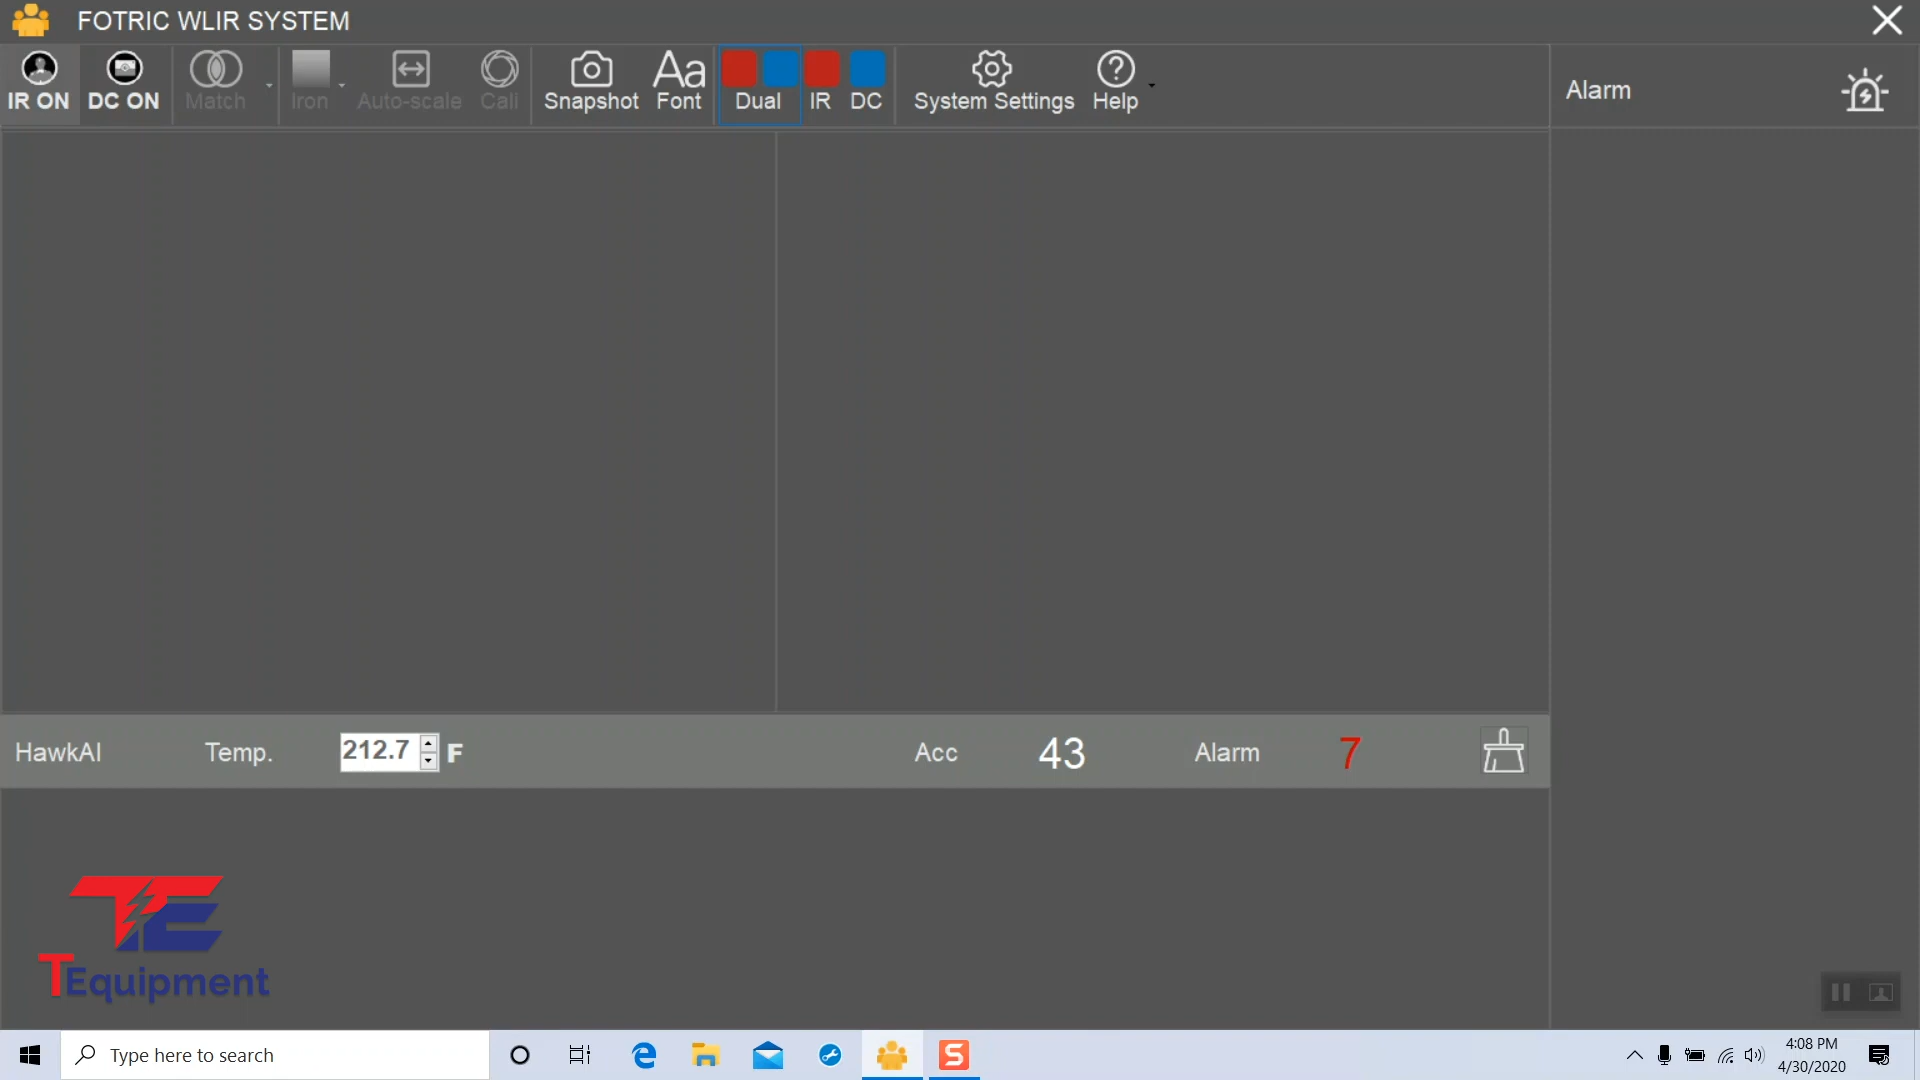 FOTRIC WLIR SYSTEM
IR ON
DC ON
Match
Iron
Auto-scale
Cali
Aa
Snapshot
Font
Dual
IR
DC
System Settings
?
Help
Alarm
HawkAI
Temp.
212.7
F
Acc
43
Alarm
7
TE
TEquipment
Type here to search
S
4:08 PM
4/30/2020